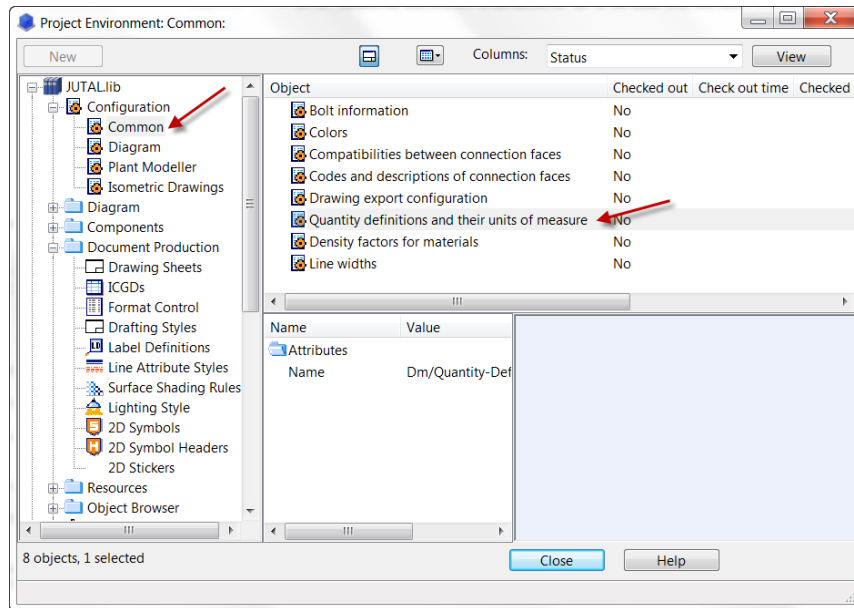 Project Environment: Common:
New
Columns:
Status
View
JUTAL.lib
Configuration
Common
Diagram
Plant Modeller
Isometric Drawings
Diagram
Components
Document Production
Drawing Sheets
ICGDs
Format Control
Drafting Styles
Label Definitions
Line Attribute Styles
Surface Shading Rules
Lighting Style
2D Symbols
2D Symbol Headers
2D Stickers
Resources
Object Browser
Object Checked out Check out time Checked
Bolt information No
Colors No
Compatibilities between connection faces No
Codes and descriptions of connection faces No
Drawing export configuration No
Quantity definitions and their units of measure No
Density factors for materials No
Line widths No
Name Value
Attributes
Name Dm/Quantity-Def
8 objects, 1 selected
Close
Help